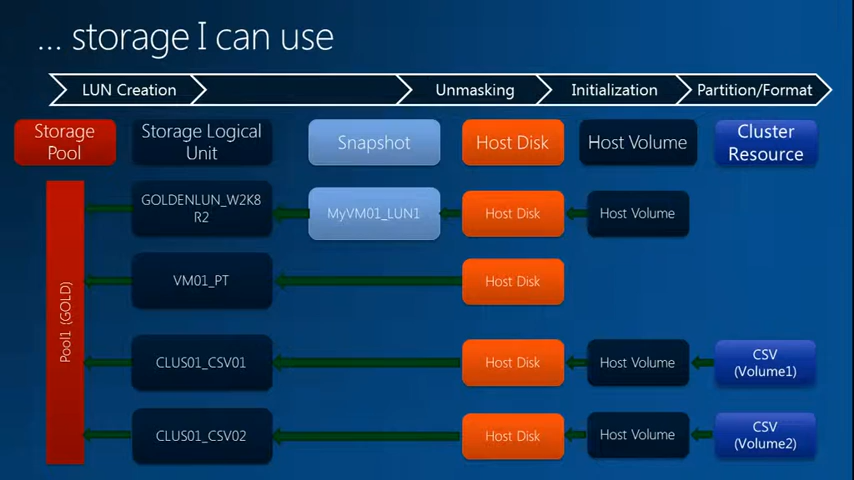 ... storage I can use
LUN Creation
Unmasking
Initialization
Partition/Format
Storage
Pool
Storage Logical
Unit
Snapshot
Host Disk
Host Volume
Cluster
Resource
Pool1 (GOLD)
GOLDENLUN_W2K8
R2
MyVM01_LUN1
Host Disk
Host Volume
VM01_PT
Host Disk
CLUS01_CSV01
Host Disk
Host Volume
CSV
(Volume1)
CLUS01_CSV02
Host Disk
Host Volume
CSV
(Volume2)